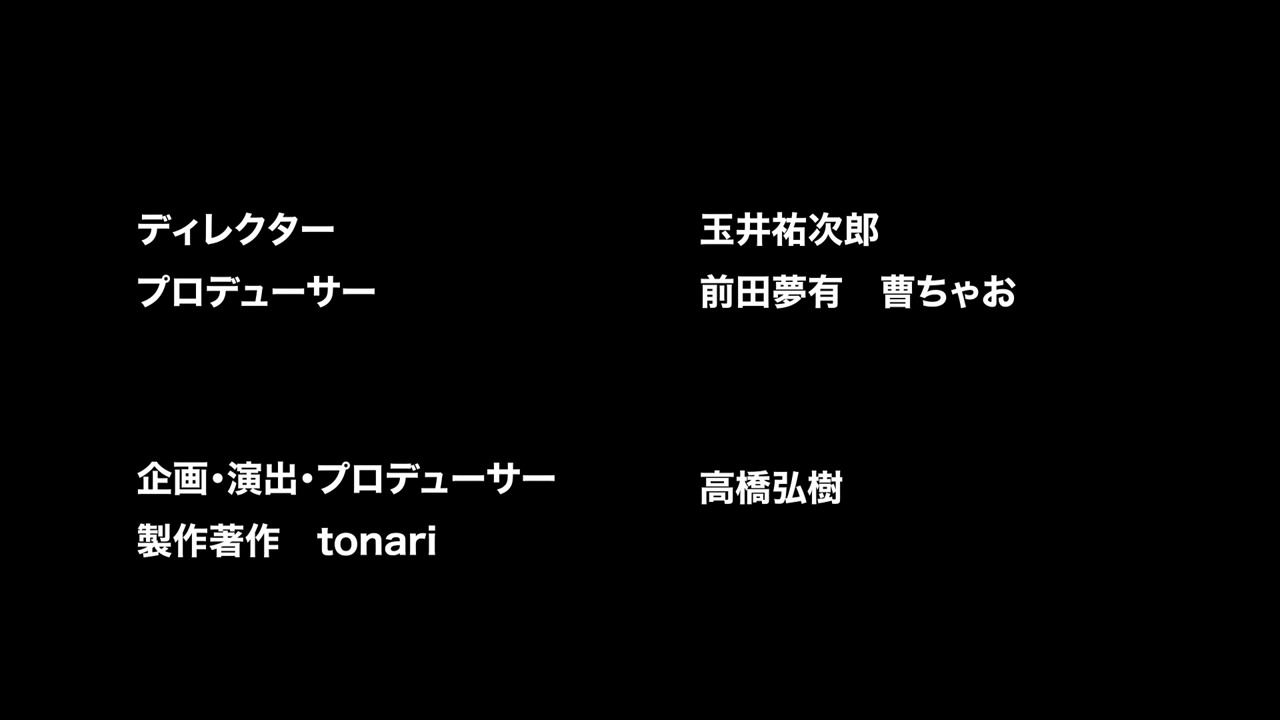 ディレクター　玉井祐次郎
プロデューサー　前田夢有　曹ちゃお
企画・演出・プロデューサー　高橋弘樹
製作著作　tonari